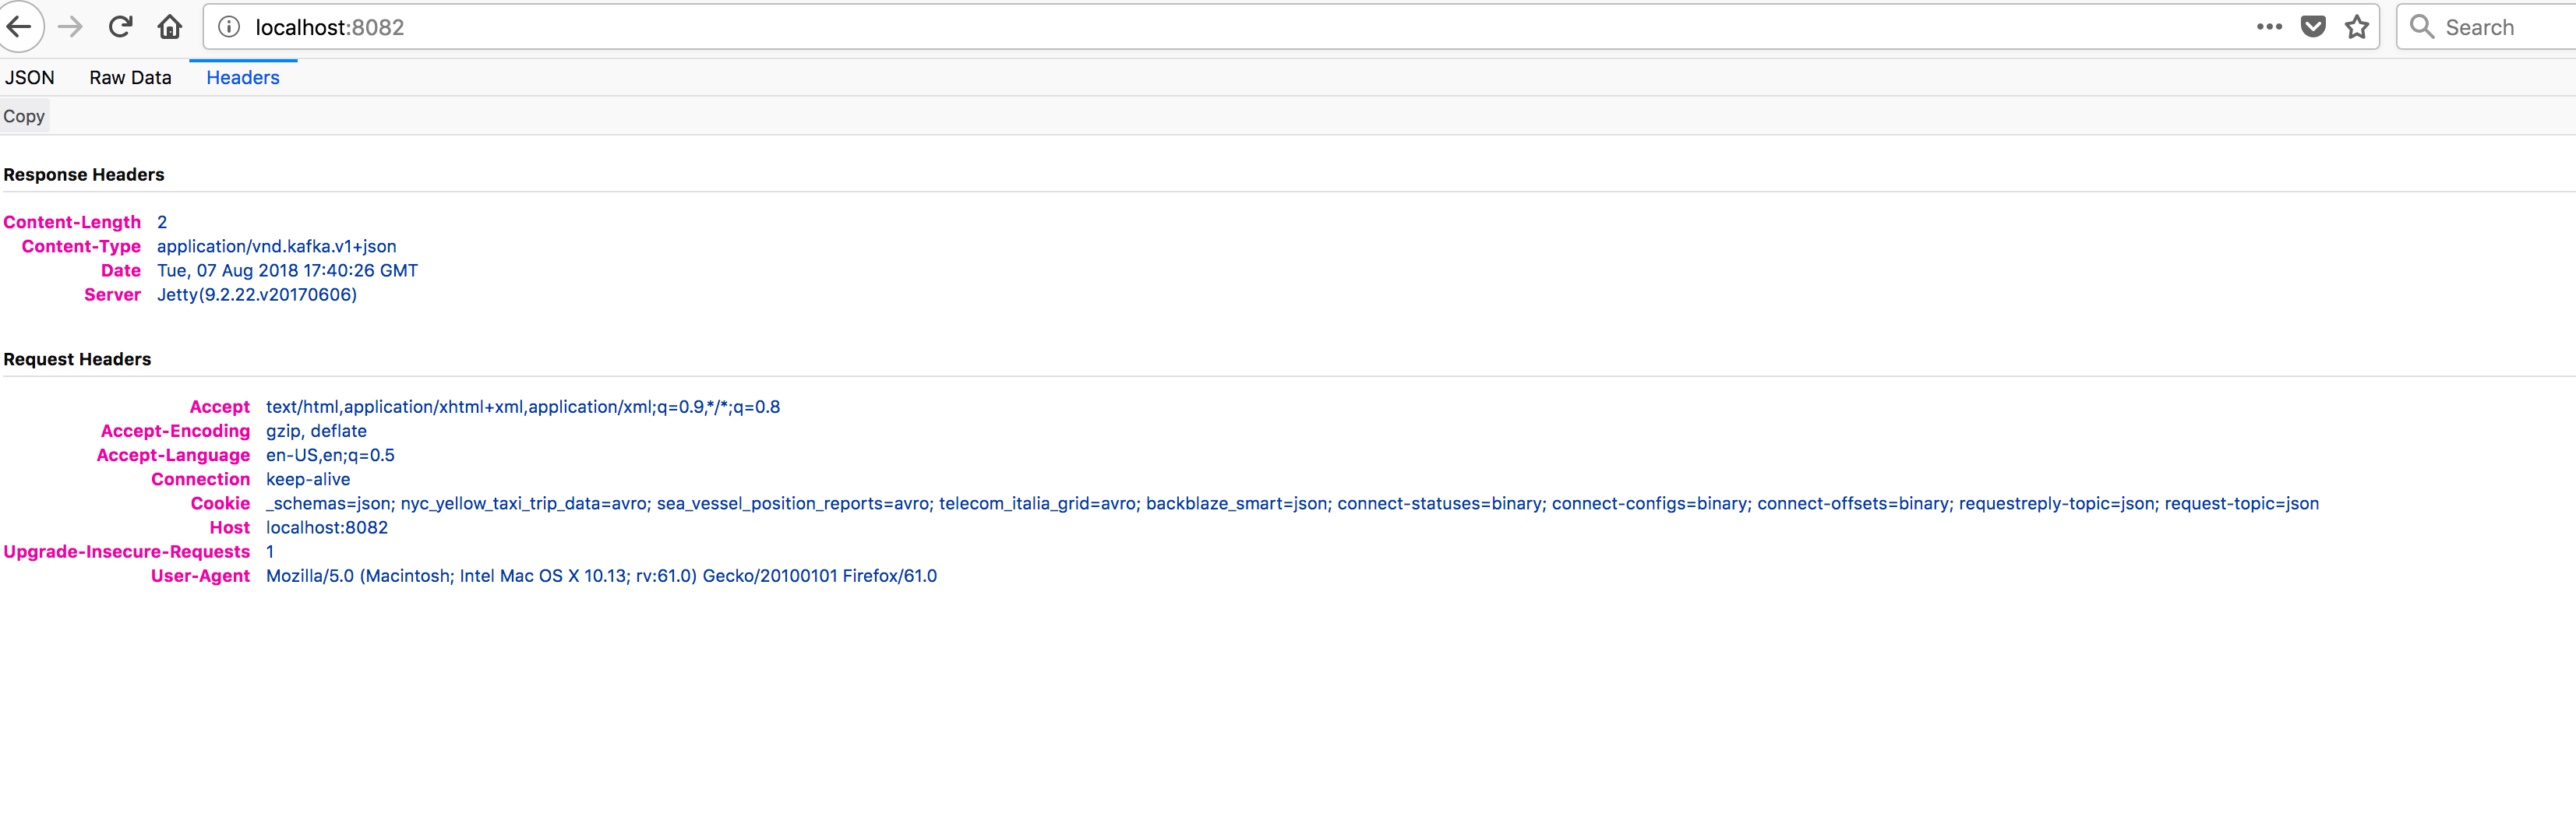 localhost:8082
Search
JSON Raw Data Headers
Copy
Response Headers
Content-Length 2
Content-Type application/vnd.kafka.v1+json
Date Tue, 07 Aug 2018 17:40:26 GMT
Server Jetty(9.2.22.v20170606)
Request Headers
Accept text/html,application/xhtml+xml,application/xml;q=0.9,*/*;q=0.8
Accept-Encoding gzip, deflate
Accept-Language en-US,en;q=0.5
Connection keep-alive
Cookie _schemas=json; nyc_yellow_taxi_trip_data=avro; sea_vessel_position_reports=avro; telecom_italia_grid=avro; backblaze_smart=json; connect-statuses=binary; connect-configs=binary; connect-offsets=binary; requestreply-topic=json; request-topic=json
Host localhost:8082
Upgrade-Insecure-Requests 1
User-Agent Mozilla/5.0 (Macintosh; Intel Mac OS X 10.13; rv:61.0) Gecko/20100101 Firefox/61.0